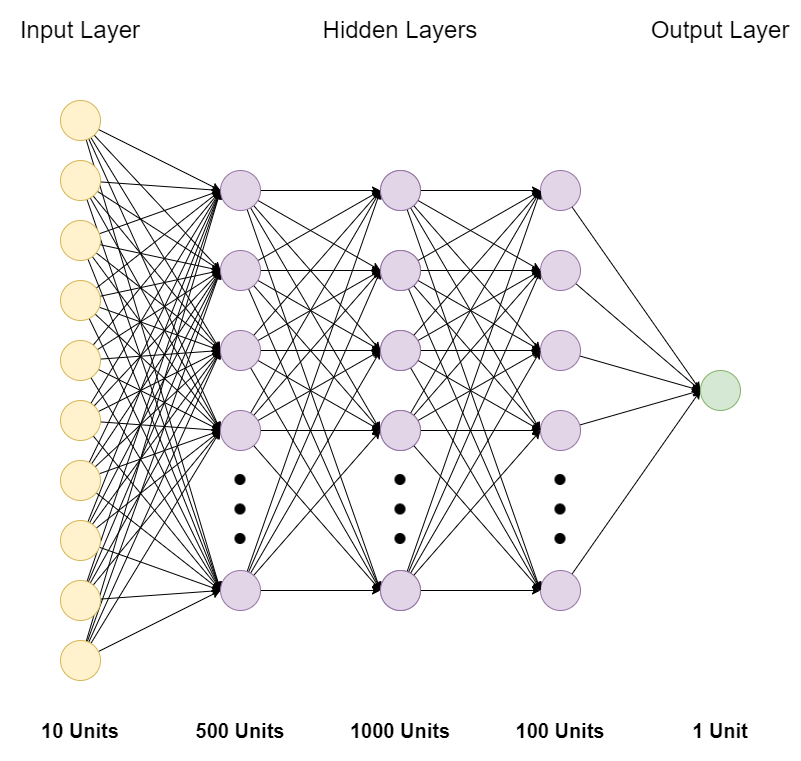 Input Layer
Hidden Layers
Output Layer
10 Units
500 Units
1000 Units
100 Units
1 Unit